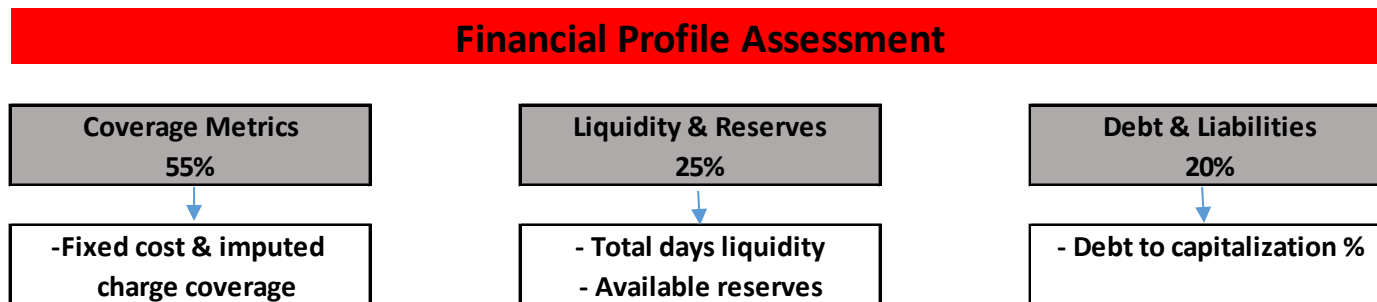 Financial Profile Assessment
Coverage Metrics
55%
-Fixed cost & imputed
charge coverage
Liquidity & Reserves
25%
- Total days liquidity
- Available reserves
Debt & Liabilities
20%
- Debt to capitalization %